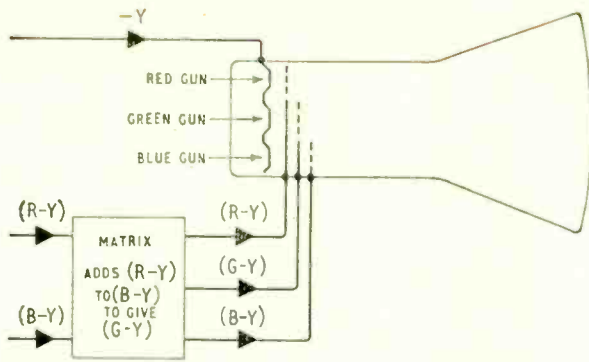 -Y
RED GUN
GREEN GUN
BLUE GUN
(R-Y)
(R-Y)
MATRIX
ADDS (R-Y)
TO (B-Y)
TO GIVE
(G-Y)
(G-Y)
(B-Y)
(B-Y)